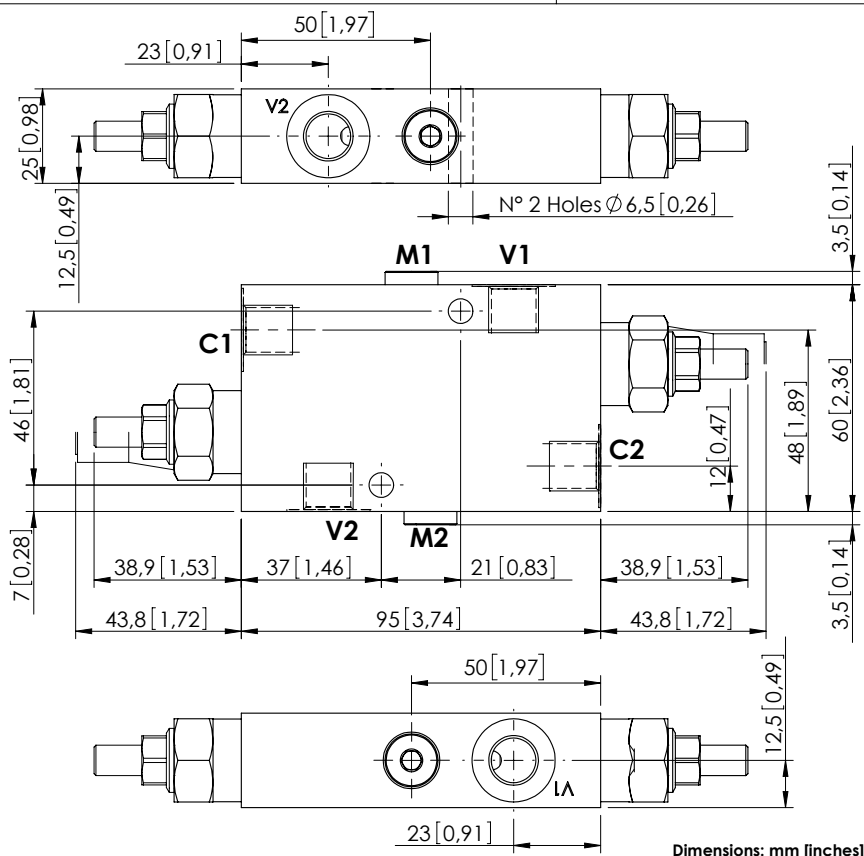 50 [1,97]
23 [0,91]
V2
25 [0,98]
12,5 [0,49]
N° 2 Holes Ø 6,5 [0,26]
3,5 [0,14]
M1
V1
C1
46 [1,81]
C2
12 [0,47]
48 [1,89]
60 [2,36]
7 [0,28]
V2
M2
38,9 [1,53]
37 [1,46]
21 [0,83]
38,9 [1,53]
3,5 [0,14]
43,8 [1,72]
95 [3,74]
43,8 [1,72]
50 [1,97]
12,5 [0,49]
V1
23 [0,91]
Dimensions: mm [inches]